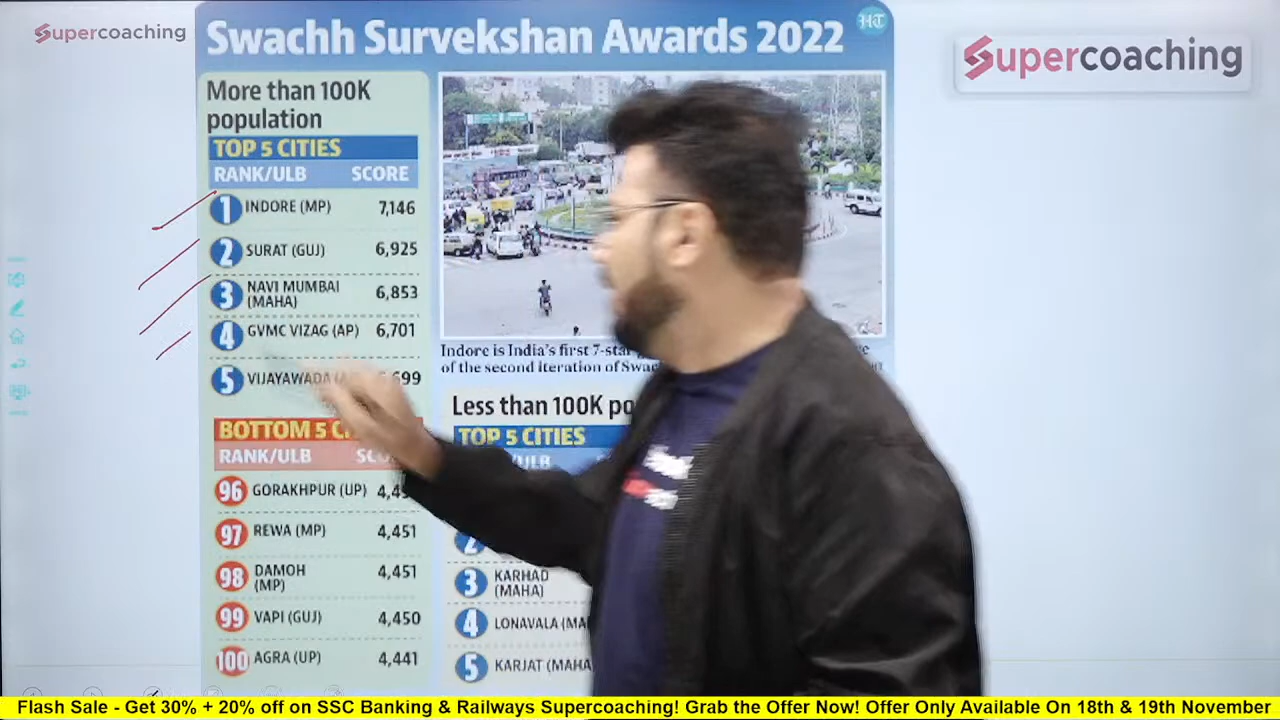 Supercoaching
Swachh Survekshan Awards 2022
HT
Supercoaching
More than 100K
population
TOP 5 CITIES
RANK/ULB SCORE
1 INDORE (MP) 7,146
2 SURAT (GUJ) 6,925
3 NAVI MUMBAI
(MAHA) 6,853
4 GVMC VIZAG (AP) 6,701
5 VIJAYAWADA
BOTTOM 5
RANK/ULB
96 GORAKHPUR (UP)
97 REWA (MP) 4,451
98 DAMOH
(MP) 4,451
99 VAPI (GUJ) 4,450
100 AGRA (UP) 4,441
Indore is India's first 7-star
of the second iteration of
Less than 100K
TOP 5 CITIES
2
3 KARHAD
(MAHA)
4 LONAVALA
5 KARJAT (MAHA
Flash Sale - Get 30% + 20% off on SSC Banking & Railways Supercoaching! Grab the Offer Now! Offer Only Available On 18th & 19th November